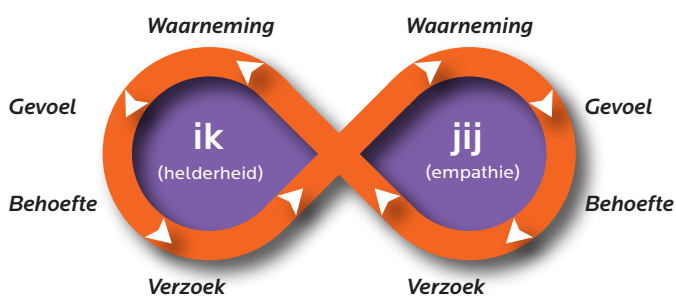 Waarneming
Waarneming
Gevoel
Gevoel
ik
(helderheid)
jij
(empathie)
Behoefte
Behoefte
Verzoek
Verzoek